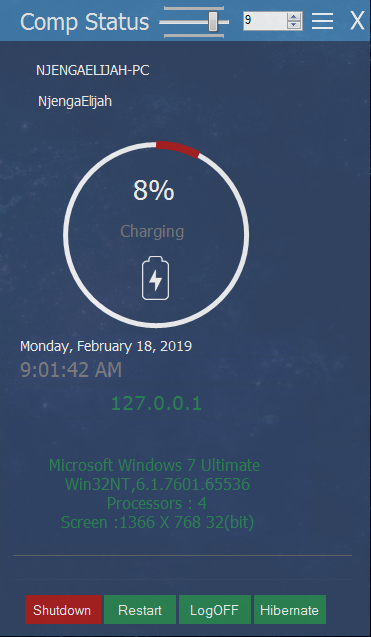 Comp Status 9 X
NJENGAELIJAH-PC
NjengaElijah
8%
Charging
Monday, February 18, 2019
9:01:42 AM
127.0.0.1
Microsoft Windows 7 Ultimate
Win32NT,6.1.7601.65536
Processors : 4
Screen :1366 X 768 32(bit)
Shutdown Restart LogOFF Hibernate